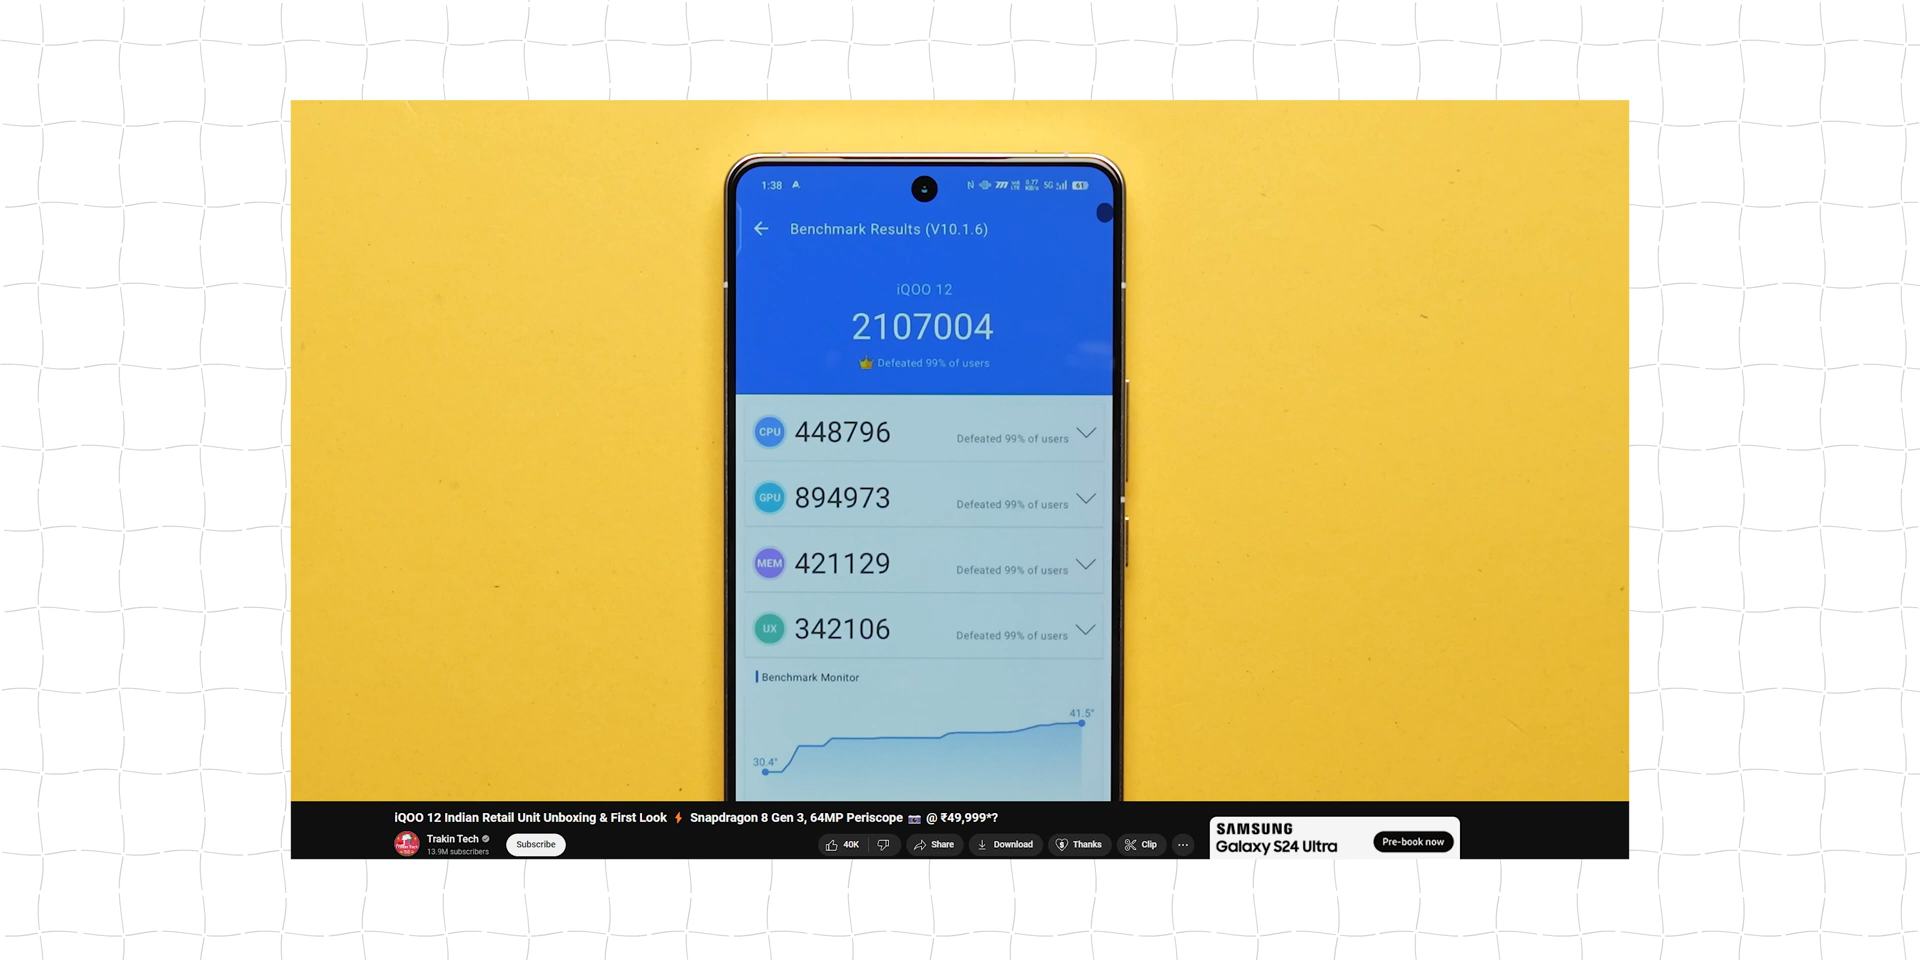 1:38
5G 61
Benchmark Results (V10.1.6)
iQOO 12
2107004
Defeated 99% of users
CPU 448796 Defeated 99% of users
GPU 894973 Defeated 99% of users
MEM 421129 Defeated 99% of users
UX 342106 Defeated 99% of users
Benchmark Monitor
41.5°
30.4°
iQOO 12 Indian Retail Unit Unboxing & First Look ⚡ Snapdragon 8 Gen 3, 64MP Periscope 📷 @ ₹49,999*?
Trakin Tech
13.9M subscribers
Subscribe
40K Share Download Thanks Clip
SAMSUNG
Galaxy S24 Ultra
Pre-book now